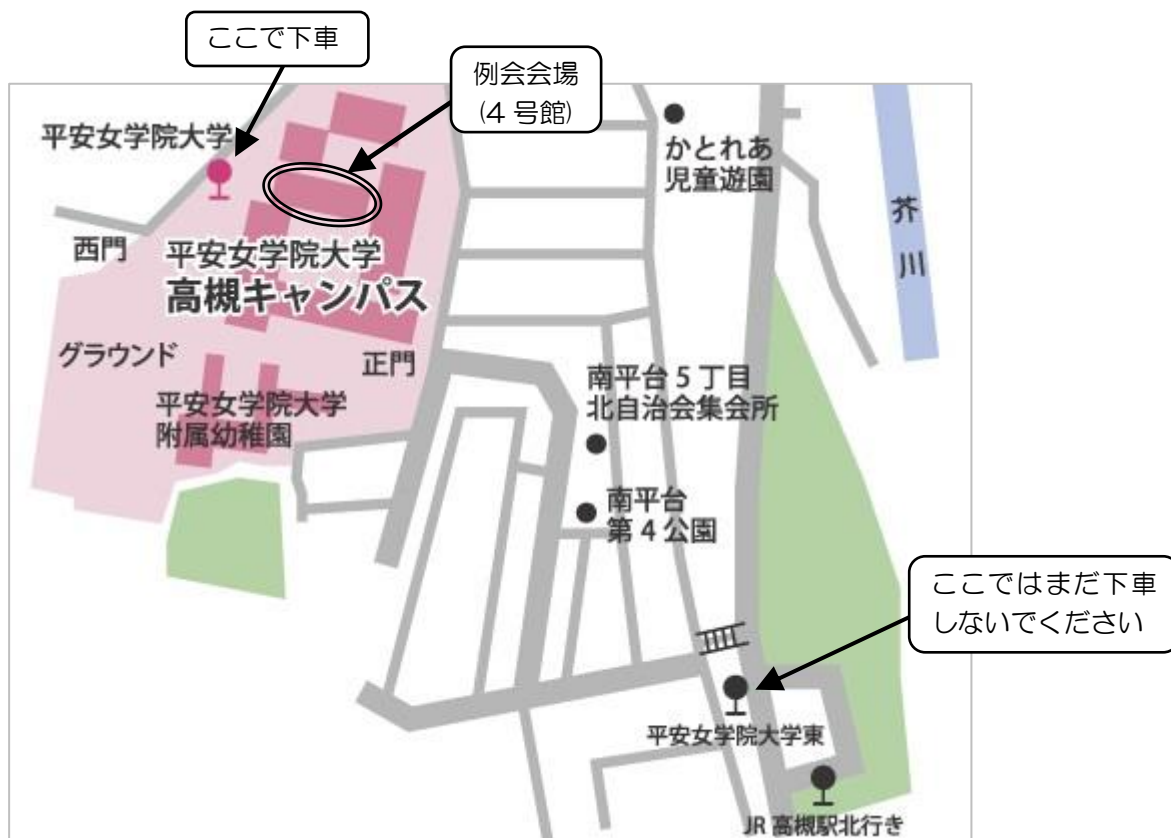 ここで下車
例会会場
(4 号館)
平安女学院大学
かとれあ
児童遊園
芥川
西門
平安女学院大学
高槻キャンパス
グラウンド
正門
南平台 5 丁目
北自治会集会所
平安女学院大学
附属幼稚園
南平台
第 4 公園
ここではまだ下車
しないでください
平安女学院大学東
JR 高槻駅北行き